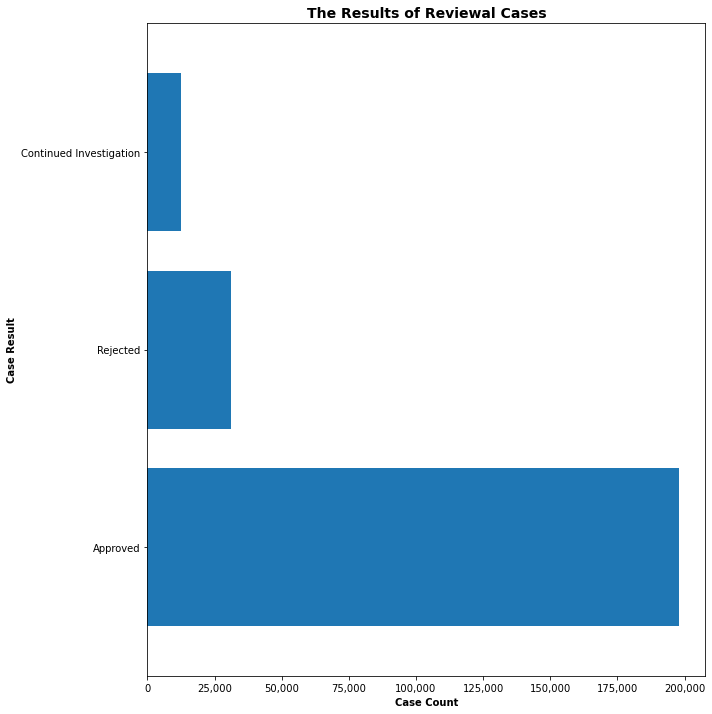 The Results of Reviewal Cases
Continued Investigation
Rejected
Approved
Case Result
0
25,000
50,000
75,000
100,000
125,000
150,000
175,000
200,000
Case Count